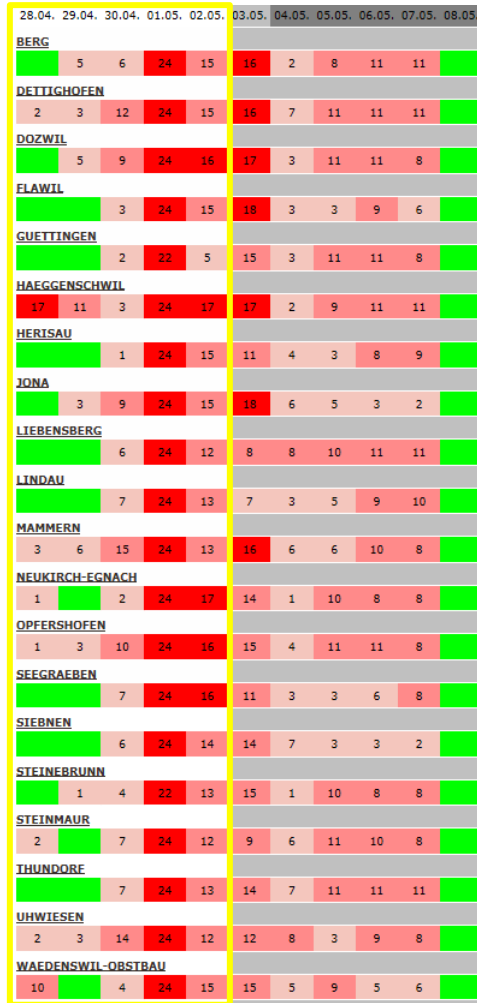 28.04. 29.04. 30.04. 01.05. 02.05. 03.05. 04.05. 05.05. 06.05. 07.05. 08.05.
BERG
5 6 24 15 16 2 8 11 11
DETTIGHOFEN
2 3 12 24 15 16 7 11 11 11
DOZWIL
5 9 24 16 17 3 11 11 8
FLAWIL
3 24 15 18 3 3 9 6
GUETTINGEN
2 22 5 15 3 11 11 8
HAEGGENSCHWIL
17 11 3 24 17 17 2 9 11 11
HERISAU
1 24 15 11 4 3 8 9
JONA
3 9 24 15 18 6 5 3 2
LIEBENSBERG
6 24 12 8 8 10 11 11
LINDAU
7 24 13 7 3 5 9 10
MAMMERN
3 6 15 24 13 16 6 6 10 8
NEUKIRCH-EGNACH
1 2 24 17 14 1 10 8 8
OPFERSHOFEN
1 3 10 24 16 15 4 11 11 8
SEEGRAEBEN
7 24 16 11 3 3 6 8
SIEBNEN
6 24 14 14 7 3 3 2
STEINEBRUNN
1 4 22 13 15 1 10 8 8
STEINMAUR
2 7 24 12 9 6 11 10 8
THUNDORF
7 24 13 14 7 11 11 11
UHWIESEN
2 3 14 24 12 12 8 3 9 8
WAEDENSWIL-OBSTBAU
10 4 24 15 15 5 9 5 6